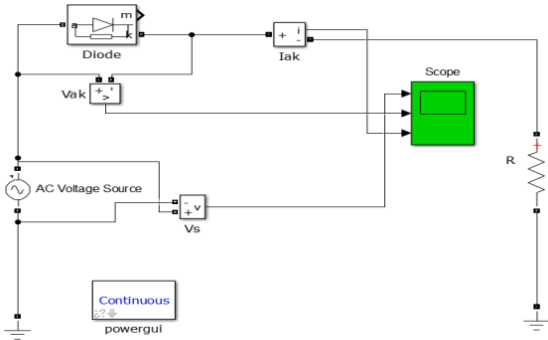 m
a
k
Diode
i
+
-
Iak
Scope
Vak
+
-
v
R
+
AC Voltage Source
-
+
v
Vs
Continuous
powergui